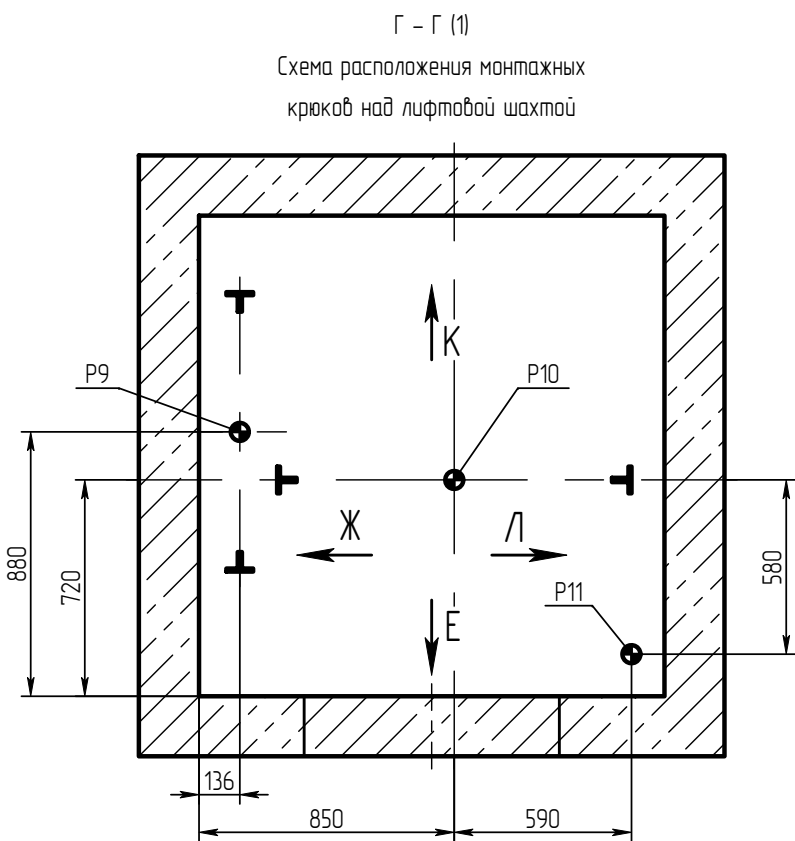 Г - Г (1)
Схема расположения монтажных
крюков над лифтовой шахтой
К
Р9
Р10
Ж
Л
880
720
580
Р11
Е
136
850
590